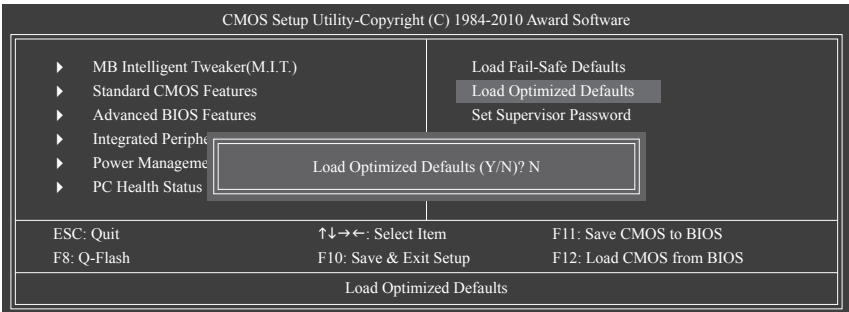 CMOS Setup Utility-Copyright (C) 1984-2010 Award Software
MB Intelligent Tweaker(M.I.T.)
Standard CMOS Features
Advanced BIOS Features
Integrated Periphe
Power Manageme
PC Health Status
Load Fail-Safe Defaults
Load Optimized Defaults
Set Supervisor Password
Load Optimized Defaults (Y/N)? N
ESC: Quit
↑↓→←: Select Item
F11: Save CMOS to BIOS
F8: Q-Flash
F10: Save & Exit Setup
F12: Load CMOS from BIOS
Load Optimized Defaults